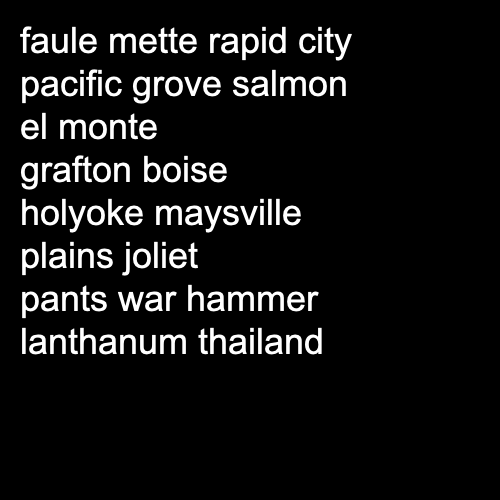 faule mette rapid city
pacific grove salmon
el monte
grafton boise
holyoke maysville
plains joliet
pants war hammer
lanthanum thailand